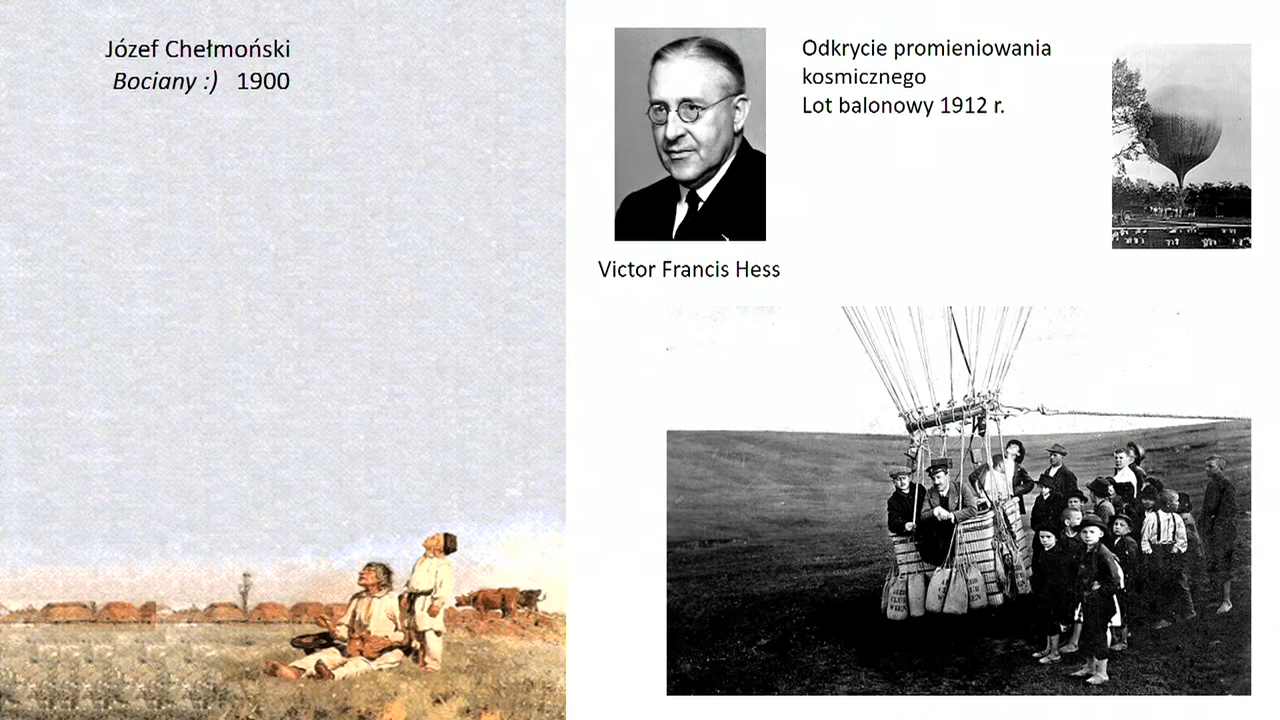 Józef Chełmoński
Bociany :) 1900
Odkrycie promieniowania
kosmicznego
Lot balonowy 1912 r.
Victor Francis Hess